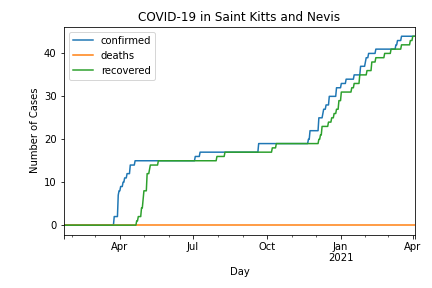 COVID-19 in Saint Kitts and Nevis
confirmed
deaths
recovered
Number of Cases
40
30
20
10
0
Apr
Jul
Oct
Jan
2021
Apr
Day